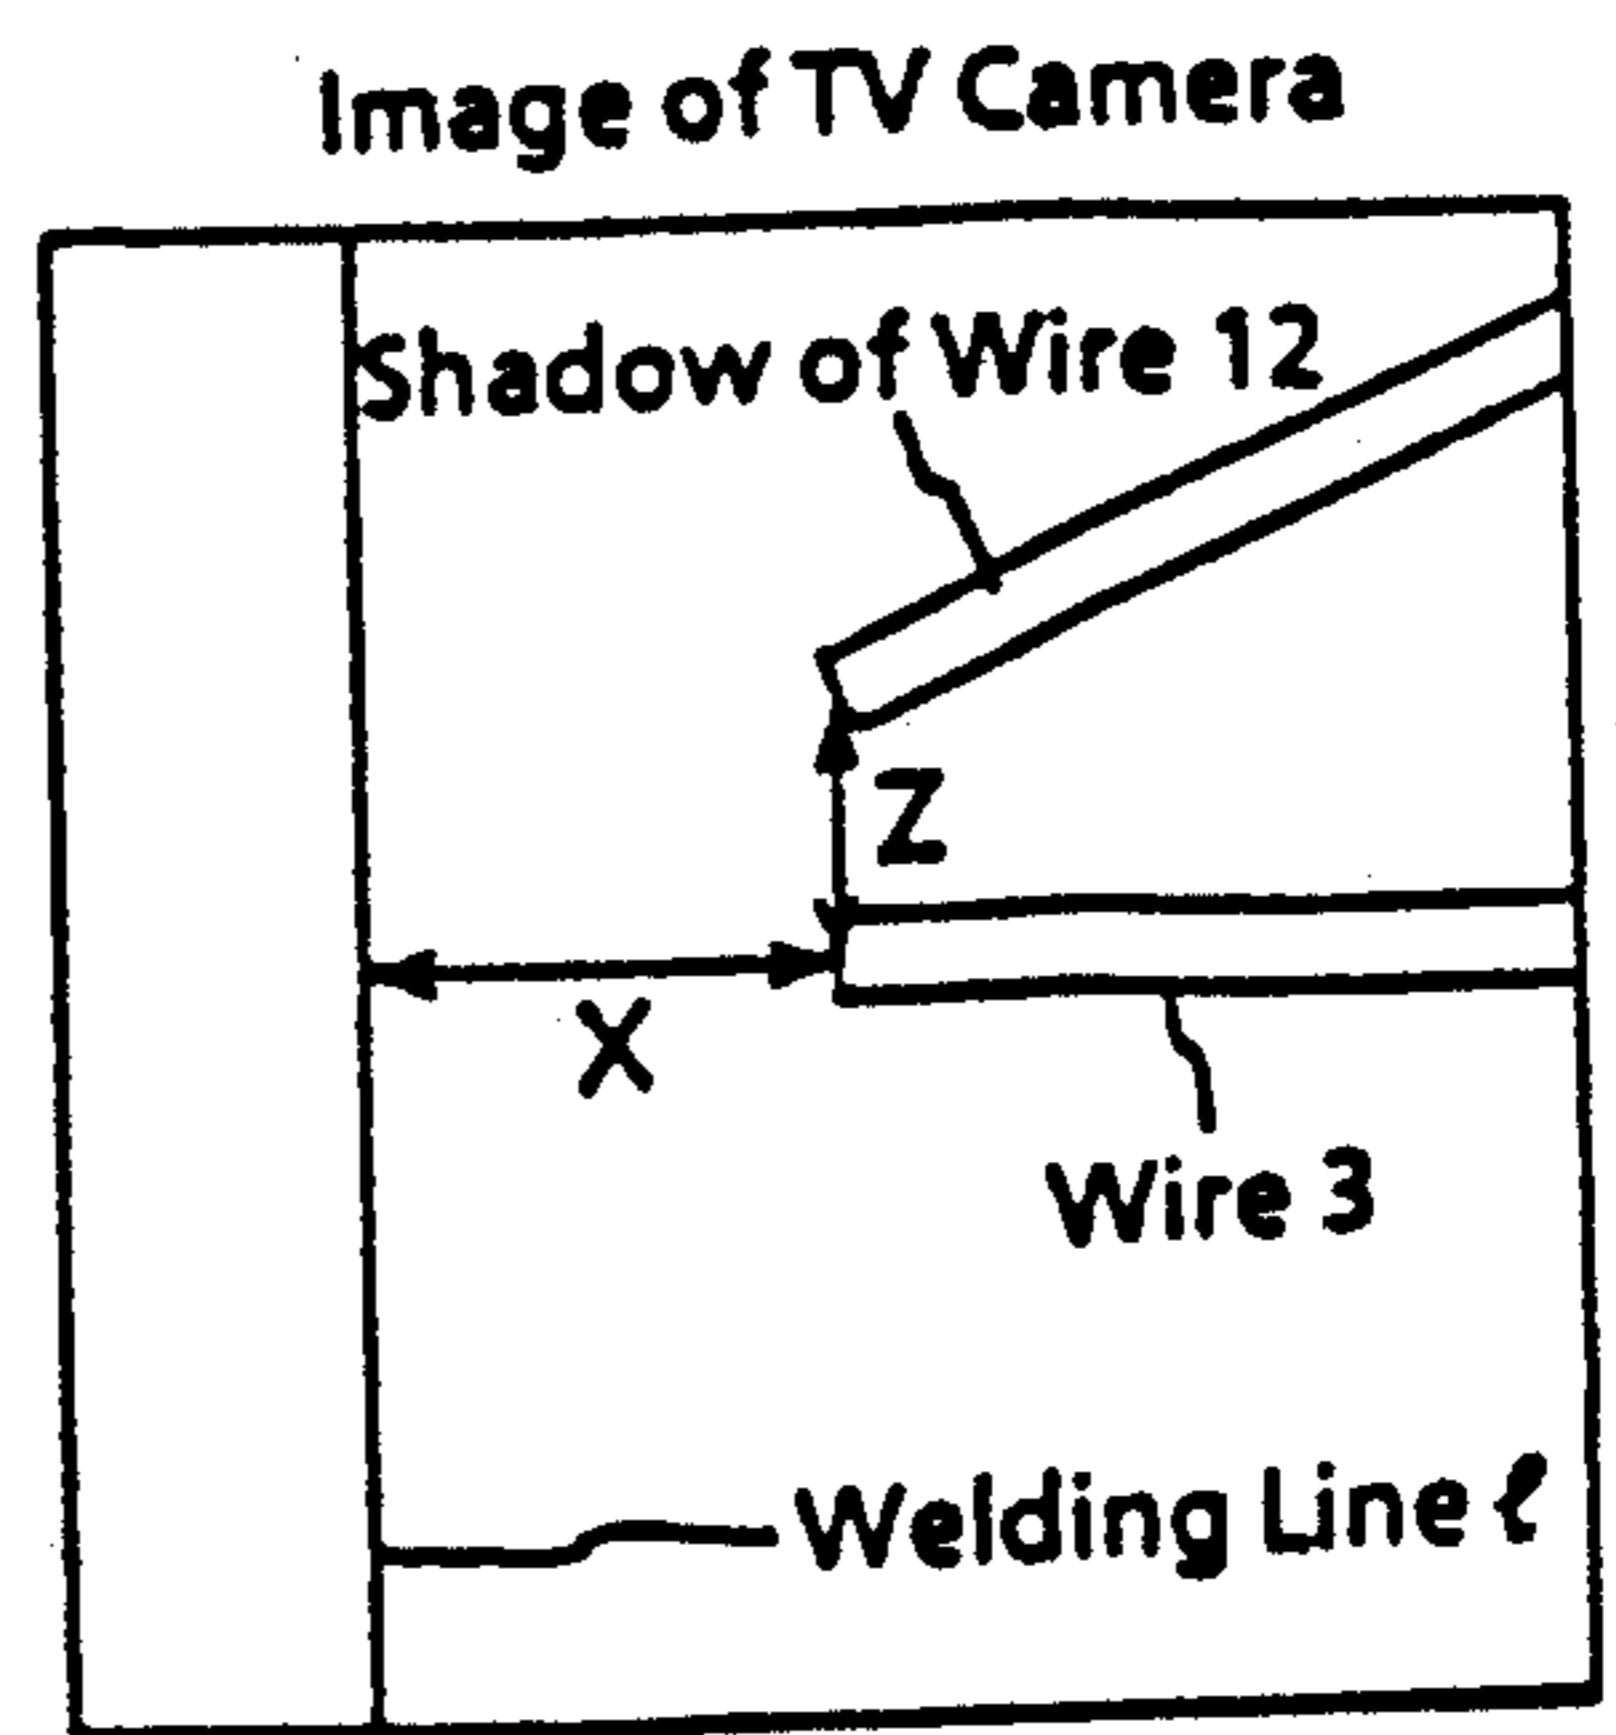 Image of TV Camera
Shadow of Wire 12
Z
X
Wire 3
Welding Line ℓ